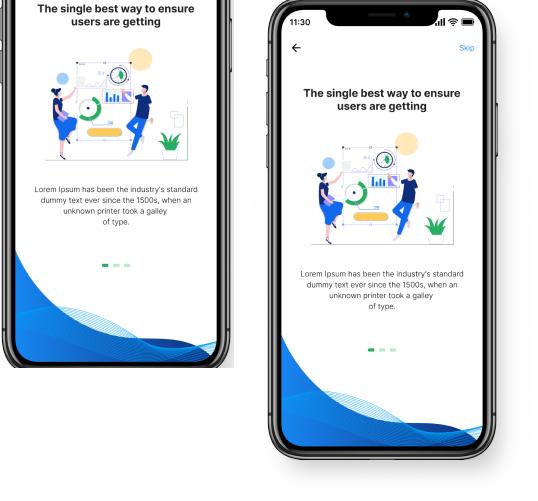 The single best way to ensure
users are getting
Lorem Ipsum has been the industry's standard
dummy text ever since the 1500s, when an
unknown printer took a galley
of type.
11:30
Skip
The single best way to ensure
users are getting
Lorem Ipsum has been the industry's standard
dummy text ever since the 1500s, when an
unknown printer took a galley
of type.